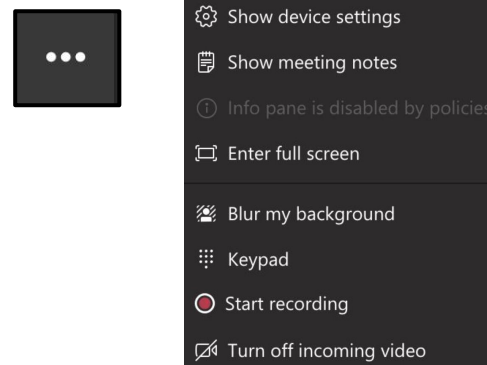 Show device settings
Show meeting notes
Info pane is disabled by policies
Enter full screen
Blur my background
Keypad
Start recording
Turn off incoming video